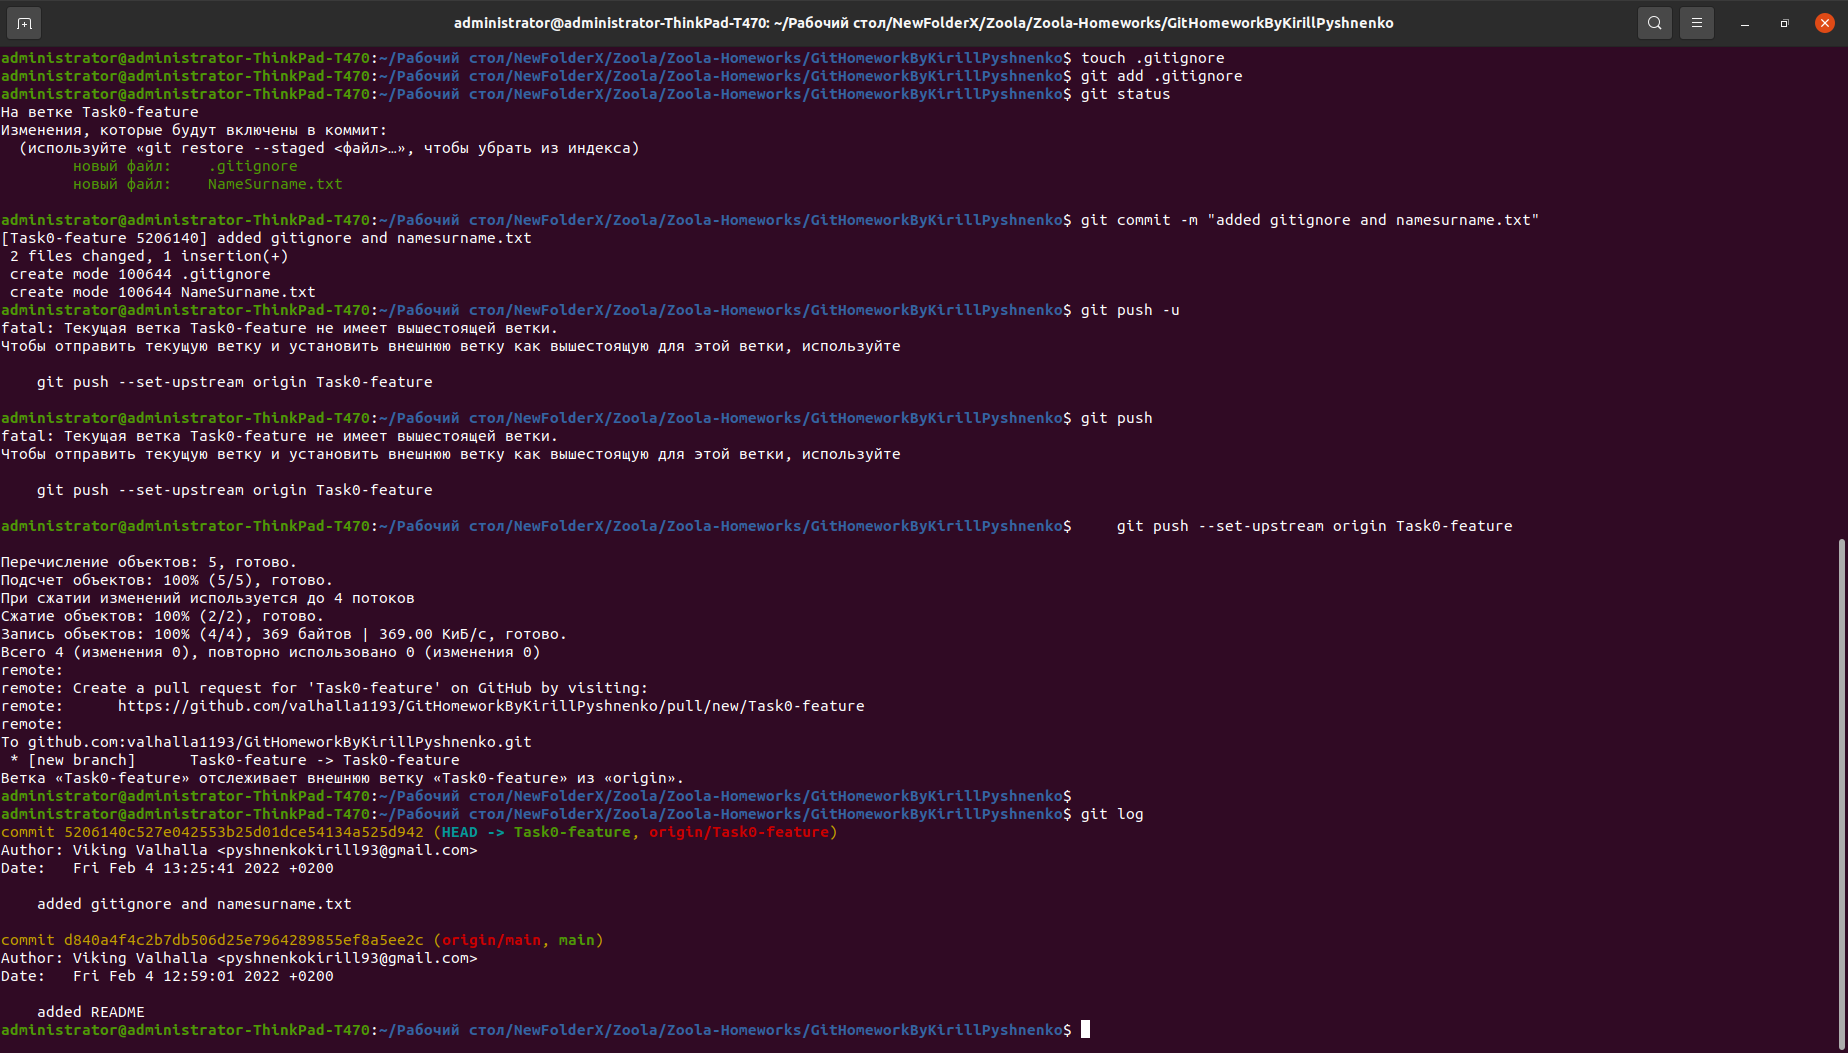 administrator@administrator-ThinkPad-T470: ~/Рабочий стол/NewFolderX/Zoola/Zoola-Homeworks/GitHomeworkByKirillPyshnenko
administrator@administrator-ThinkPad-T470:~/Рабочий стол/NewFolderX/Zoola/Zoola-Homeworks/GitHomeworkByKirillPyshnenko$ touch .gitignore
administrator@administrator-ThinkPad-T470:~/Рабочий стол/NewFolderX/Zoola/Zoola-Homeworks/GitHomeworkByKirillPyshnenko$ git add .gitignore
administrator@administrator-ThinkPad-T470:~/Рабочий стол/NewFolderX/Zoola/Zoola-Homeworks/GitHomeworkByKirillPyshnenko$ git status
На ветке Task0-feature
Изменения, которые будут включены в коммит:
  (используйте «git restore --staged <файл>…», чтобы убрать из индекса)
        новый файл:    .gitignore
        новый файл:    NameSurname.txt
administrator@administrator-ThinkPad-T470:~/Рабочий стол/NewFolderX/Zoola/Zoola-Homeworks/GitHomeworkByKirillPyshnenko$ git commit -m "added gitignore and namesurname.txt"
[Task0-feature 5206140] added gitignore and namesurname.txt
 2 files changed, 1 insertion(+)
 create mode 100644 .gitignore
 create mode 100644 NameSurname.txt
administrator@administrator-ThinkPad-T470:~/Рабочий стол/NewFolderX/Zoola/Zoola-Homeworks/GitHomeworkByKirillPyshnenko$ git push -u
fatal: Текущая ветка Task0-feature не имеет вышестоящей ветки.
Чтобы отправить текущую ветку и установить внешнюю ветку как вышестоящую для этой ветки, используйте
    git push --set-upstream origin Task0-feature
administrator@administrator-ThinkPad-T470:~/Рабочий стол/NewFolderX/Zoola/Zoola-Homeworks/GitHomeworkByKirillPyshnenko$ git push
fatal: Текущая ветка Task0-feature не имеет вышестоящей ветки.
Чтобы отправить текущую ветку и установить внешнюю ветку как вышестоящую для этой ветки, используйте
    git push --set-upstream origin Task0-feature
administrator@administrator-ThinkPad-T470:~/Рабочий стол/NewFolderX/Zoola/Zoola-Homeworks/GitHomeworkByKirillPyshnenko$     git push --set-upstream origin Task0-feature
Перечисление объектов: 5, готово.
Подсчет объектов: 100% (5/5), готово.
При сжатии изменений используется до 4 потоков
Сжатие объектов: 100% (2/2), готово.
Запись объектов: 100% (4/4), 369 байтов | 369.00 КиБ/с, готово.
Всего 4 (изменения 0), повторно использовано 0 (изменения 0)
remote:
remote: Create a pull request for 'Task0-feature' on GitHub by visiting:
remote:      https://github.com/valhalla1193/GitHomeworkByKirillPyshnenko/pull/new/Task0-feature
remote:
To github.com:valhalla1193/GitHomeworkByKirillPyshnenko.git
 * [new branch]      Task0-feature -> Task0-feature
Ветка «Task0-feature» отслеживает внешнюю ветку «Task0-feature» из «origin».
administrator@administrator-ThinkPad-T470:~/Рабочий стол/NewFolderX/Zoola/Zoola-Homeworks/GitHomeworkByKirillPyshnenko$
administrator@administrator-ThinkPad-T470:~/Рабочий стол/NewFolderX/Zoola/Zoola-Homeworks/GitHomeworkByKirillPyshnenko$ git log
commit 5206140c527e042553b25d01dce54134a525d942 (HEAD -> Task0-feature, origin/Task0-feature)
Author: Viking Valhalla <pyshnenkokirill93@gmail.com>
Date:   Fri Feb 4 13:25:41 2022 +0200
    added gitignore and namesurname.txt
commit d840a4f4c2b7db506d25e7964289855ef8a5ee2c (origin/main, main)
Author: Viking Valhalla <pyshnenkokirill93@gmail.com>
Date:   Fri Feb 4 12:59:01 2022 +0200
    added README
administrator@administrator-ThinkPad-T470:~/Рабочий стол/NewFolderX/Zoola/Zoola-Homeworks/GitHomeworkByKirillPyshnenko$